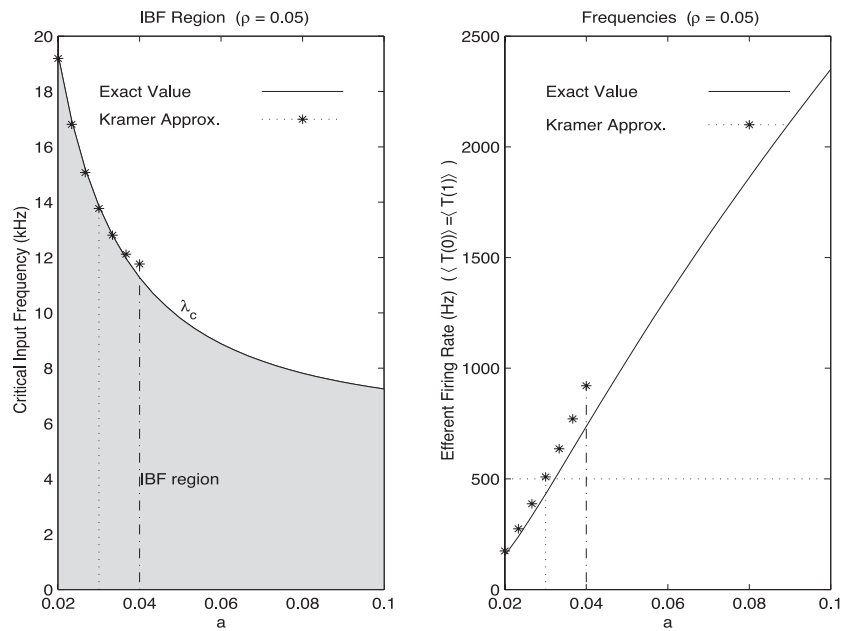 IBF Region (ρ = 0.05)
20
18
16
14
12
10
8
6
4
2
0
0.02
0.04
0.06
0.08
0.1
a
Critical Input Frequency (kHz)
Exact Value
Kramer Approx.
λc
IBF region
Frequencies (ρ = 0.05)
2500
2000
1500
1000
500
0
0.02
0.04
0.06
0.08
0.1
a
Efferent Firing Rate (Hz) (⟨ T(0)⟩ =⟨ T(1)⟩ )
Exact Value
Kramer Approx.